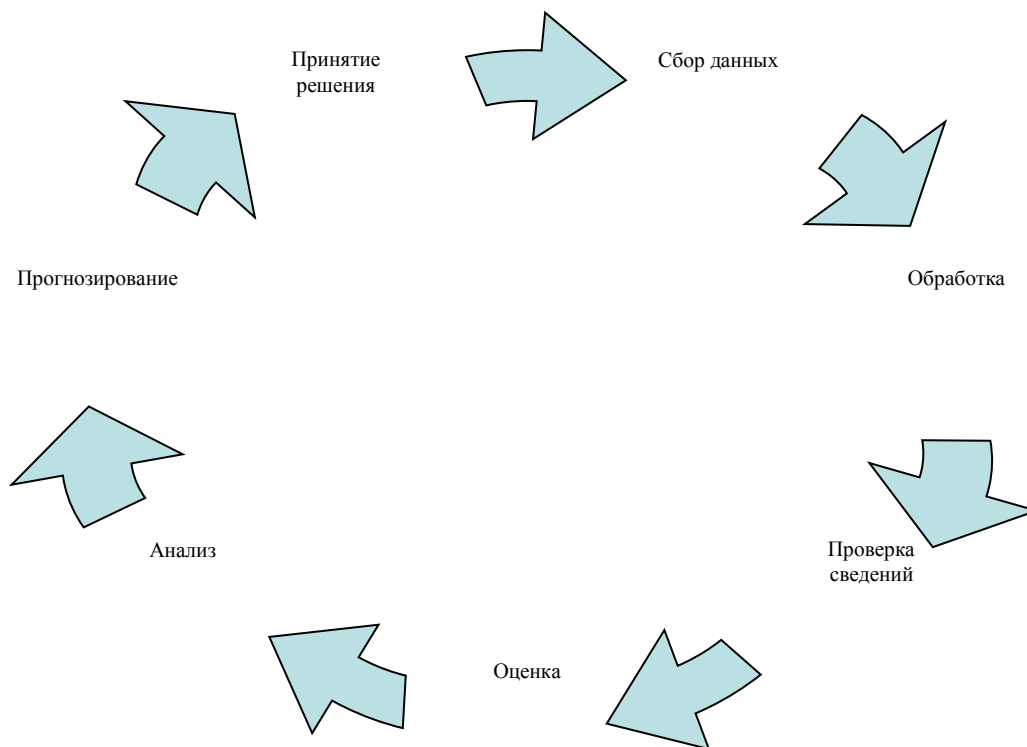 Принятие
решения
Сбор данных
Прогнозирование
Обработка
Анализ
Проверка
сведений
Оценка